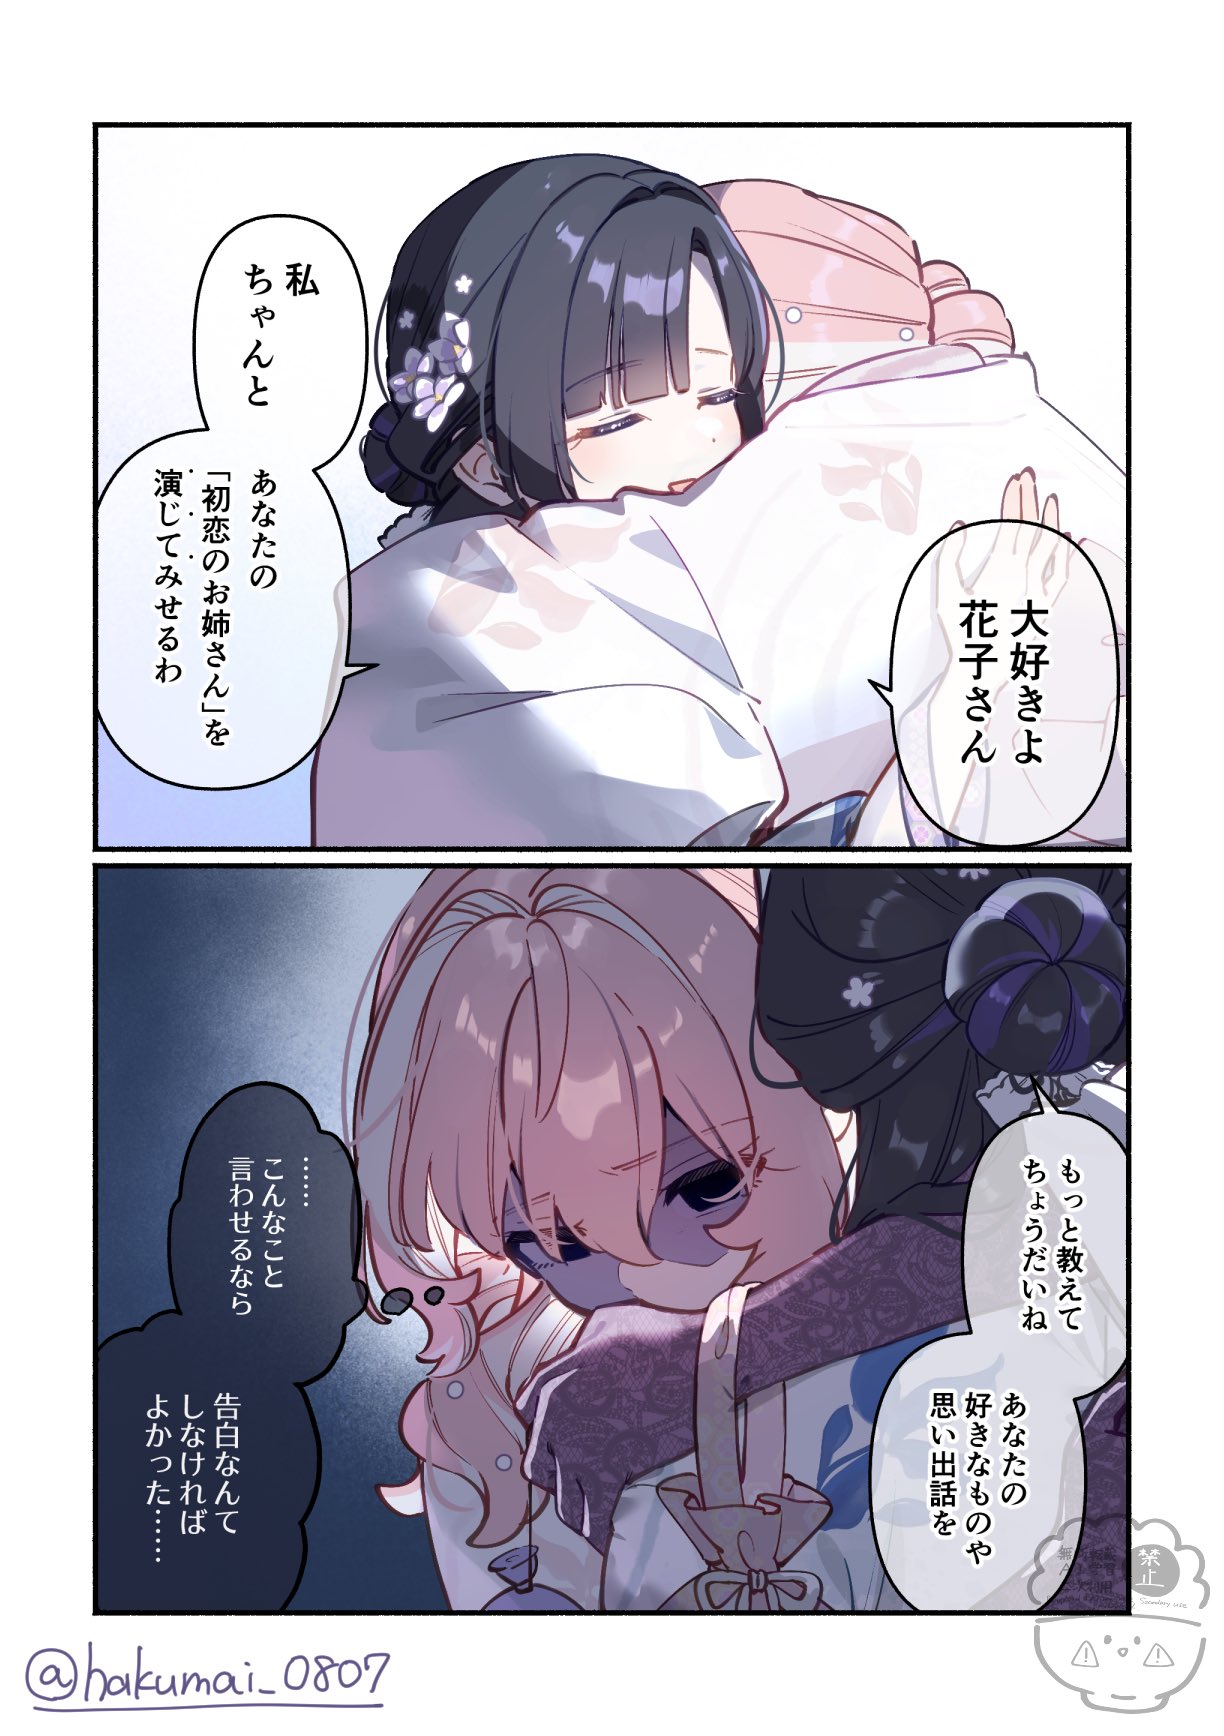 大好きよ
花子さん
私
ちゃんと
あなたの
「初恋のお姉さん」を
演じてみせるわ
もっと教えて
ちょうだいね
あなたの
好きなものや
思い出話を
……
こんなこと
言わせるなら
告白なんて
しなければ
よかった……
禁止
Secondary use
@hakumai_0807